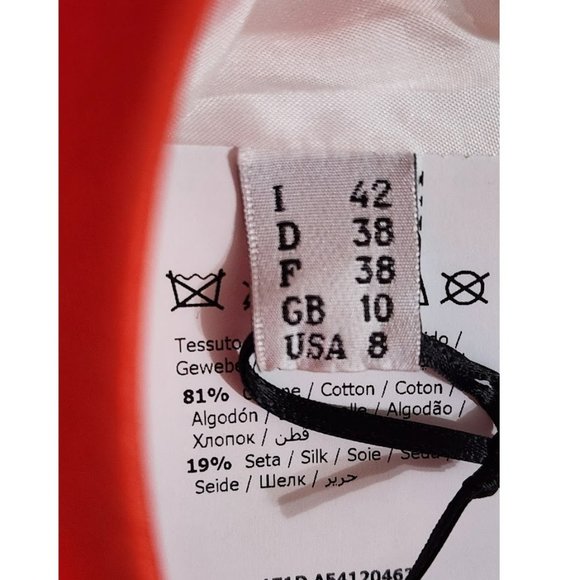 I 42
D 38
F 38
GB 10
USA 8
Tessuto
Gewebe
81% / Cotton / Coton /
Algodón / / Algodão /
Хлопок / قطن /
19% Seta / Silk / Soie /
Seide / Шелк / حرير